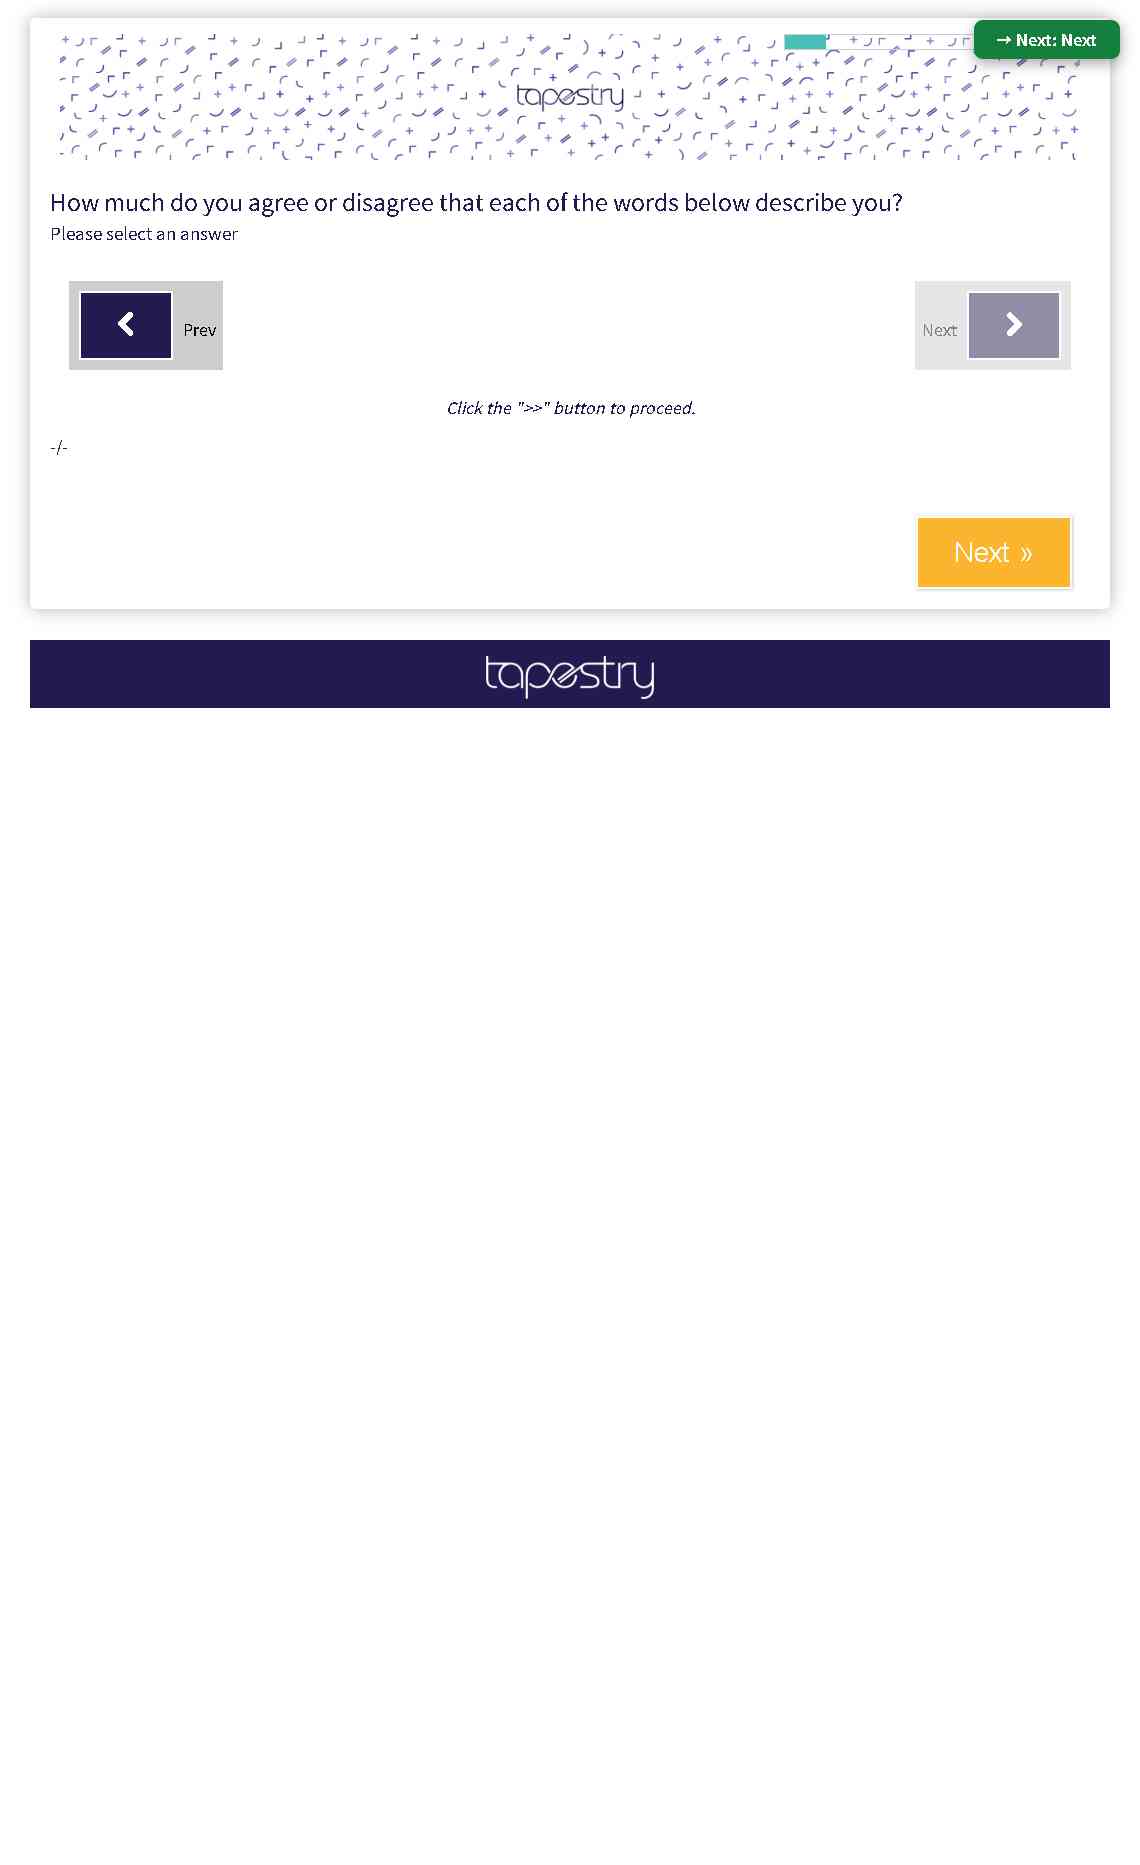 → Next: Next
tapestry
How much do you agree or disagree that each of the words below describe you?
Please select an answer
Prev
Next
Click the ">>" button to proceed.
-/-
Next »
tapestry